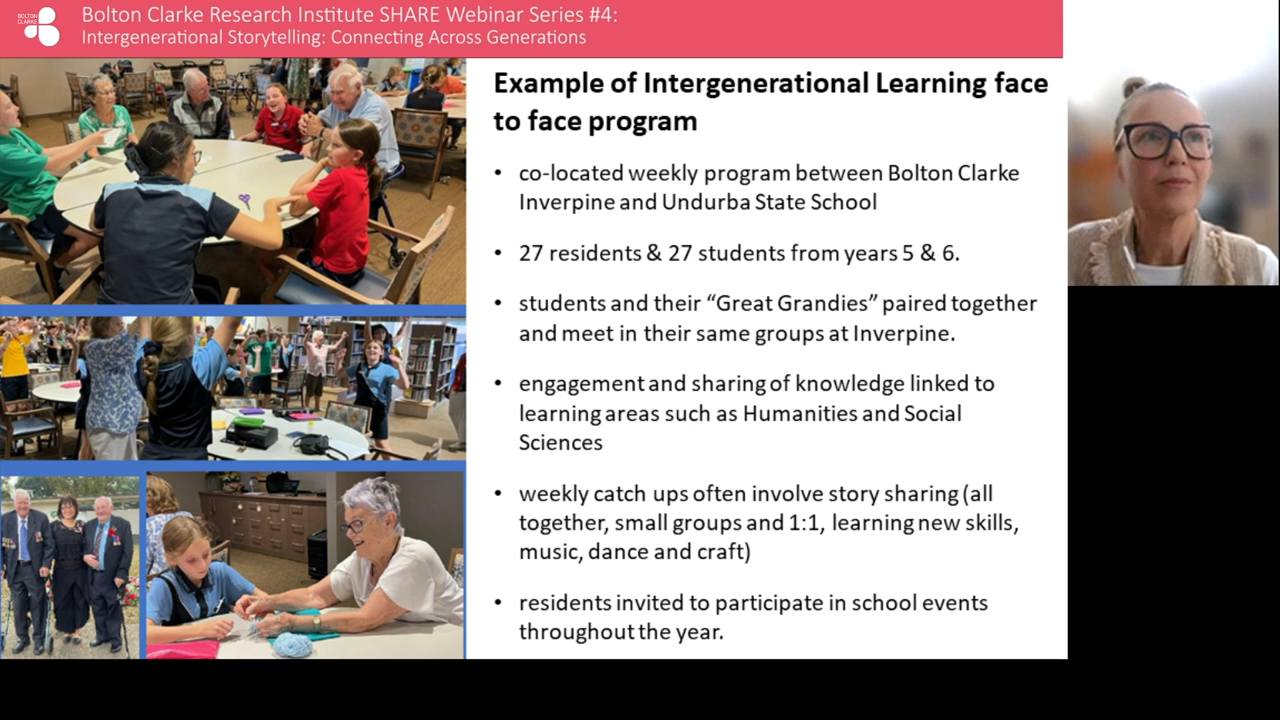 BOLTON
CLARKE
Bolton Clarke Research Institute SHARE Webinar Series #4:
Intergenerational Storytelling: Connecting Across Generations
Example of Intergenerational Learning face
to face program
• co-located weekly program between Bolton Clarke
Inverpine and Undurba State School
• 27 residents & 27 students from years 5 & 6.
• students and their “Great Grandies” paired together
and meet in their same groups at Inverpine.
• engagement and sharing of knowledge linked to
learning areas such as Humanities and Social
Sciences
• weekly catch ups often involve story sharing (all
together, small groups and 1:1, learning new skills,
music, dance and craft)
• residents invited to participate in school events
throughout the year.